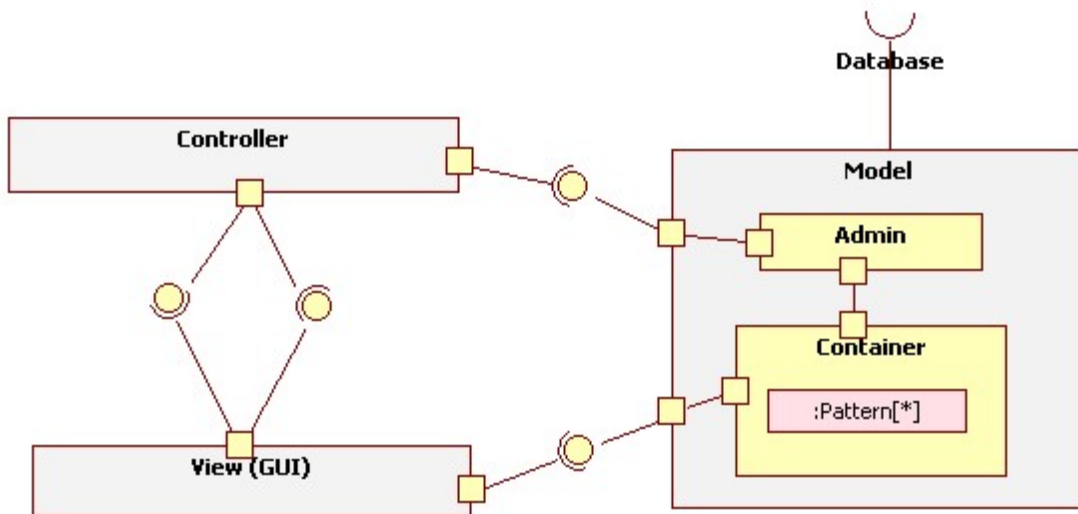 Database
Controller
Model
Admin
Container
:Pattern[*]
View (GUI)